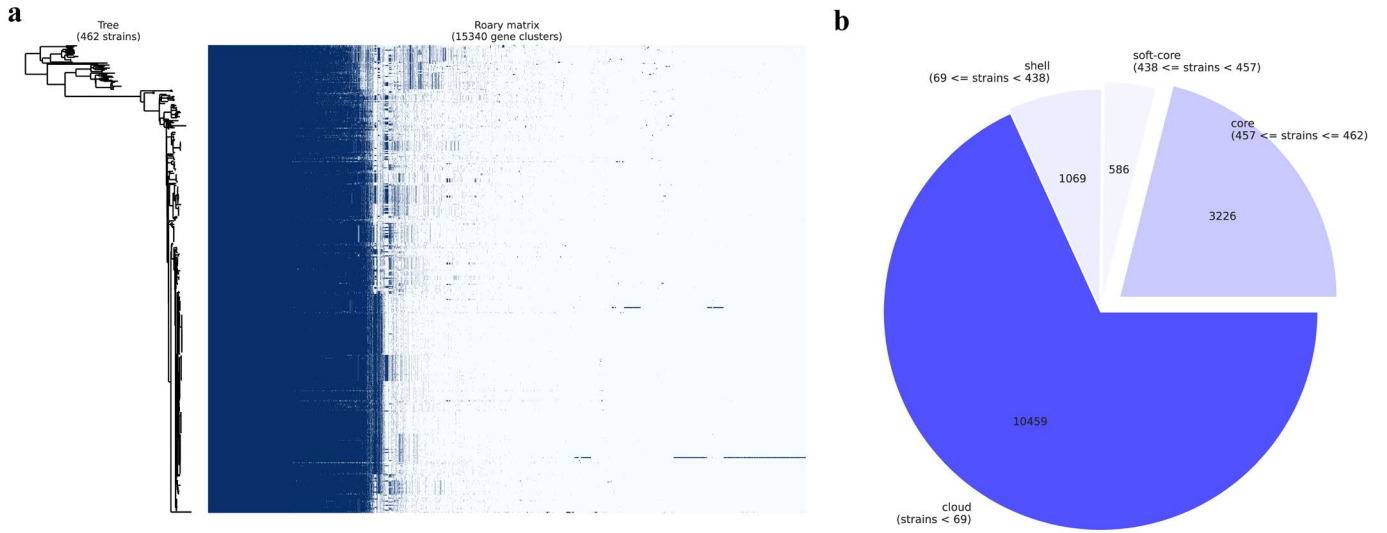 a
Tree
(462 strains)
Roary matrix
(15340 gene clusters)
b
soft-core
(438 <= strains < 457)
shell
(69 <= strains < 438)
core
(457 <= strains <= 462)
586
1069
3226
10459
cloud
(strains < 69)